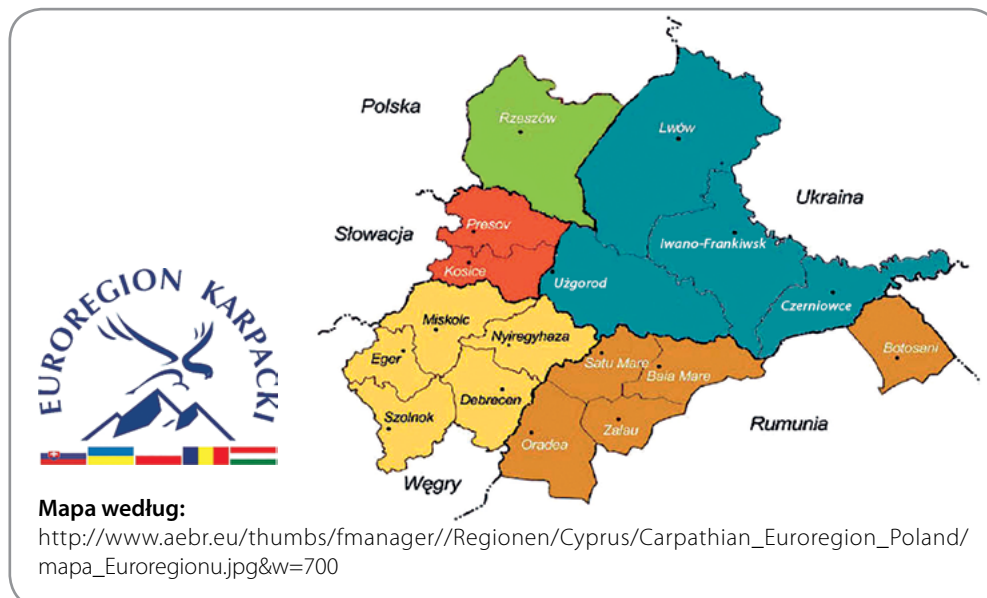 Polska
Rzeszów
Lwów
Ukraina
Słowacja
Presov
Iwano-Frankiwsk
Kosice
Użgorod
Czerniowce
EUROREGION KARPACKI
Miskolc
Nyiregyhaza
Eger
Satu Mare
Baia Mare
Botosani
Debrecen
Szolnok
Oradea
Zalau
Rumunia
Węgry
Mapa według:
http://www.aebr.eu/thumbs/fmanager//Regionen/Cyprus/Carpathian_Euroregion_Poland/
mapa_Euroregionu.jpg&w=700